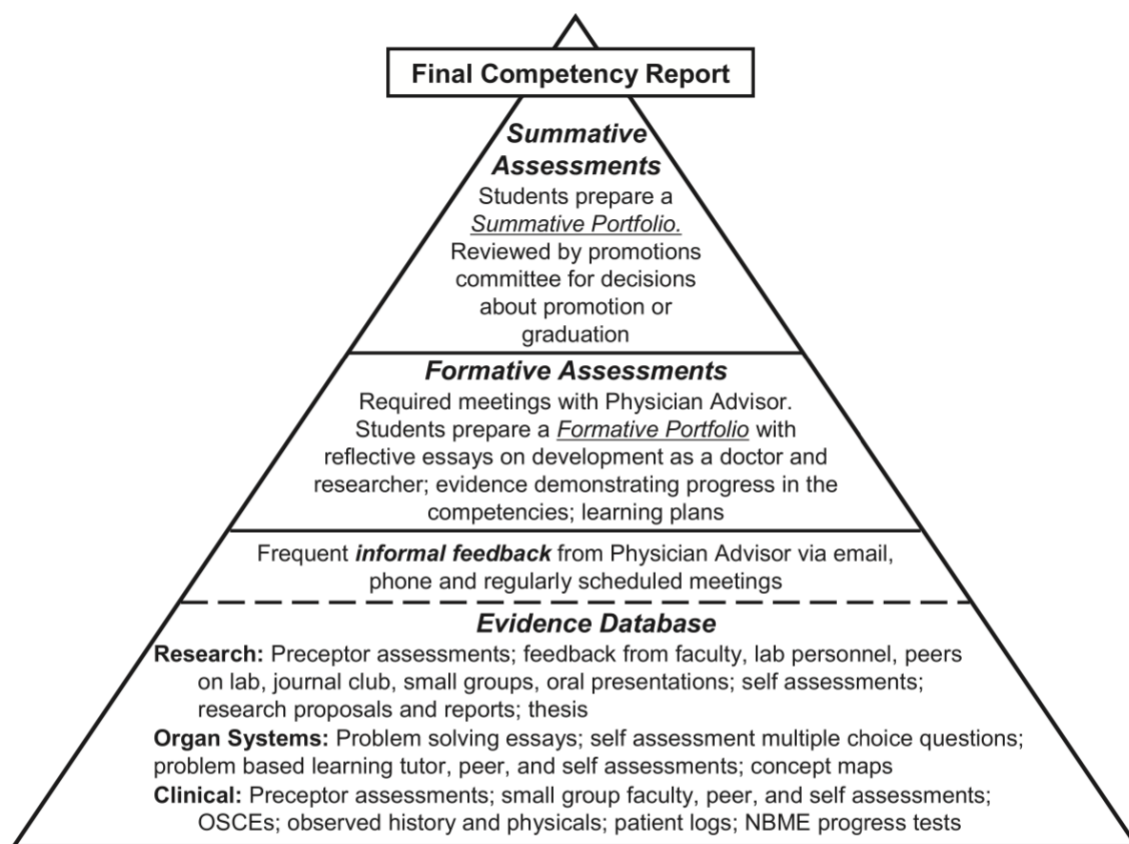 Final Competency Report
Summative
Assessments
Students prepare a
Summative Portfolio.
Reviewed by promotions
committee for decisions
about promotion or
graduation
Formative Assessments
Required meetings with Physician Advisor.
Students prepare a Formative Portfolio with
reflective essays on development as a doctor and
researcher; evidence demonstrating progress in the
competencies; learning plans
Frequent informal feedback from Physician Advisor via email,
phone and regularly scheduled meetings
Evidence Database
Research: Preceptor assessments; feedback from faculty, lab personnel, peers
on lab, journal club, small groups, oral presentations; self assessments;
research proposals and reports; thesis
Organ Systems: Problem solving essays; self assessment multiple choice questions;
problem based learning tutor, peer, and self assessments; concept maps
Clinical: Preceptor assessments; small group faculty, peer, and self assessments;
OSCEs; observed history and physicals; patient logs; NBME progress tests